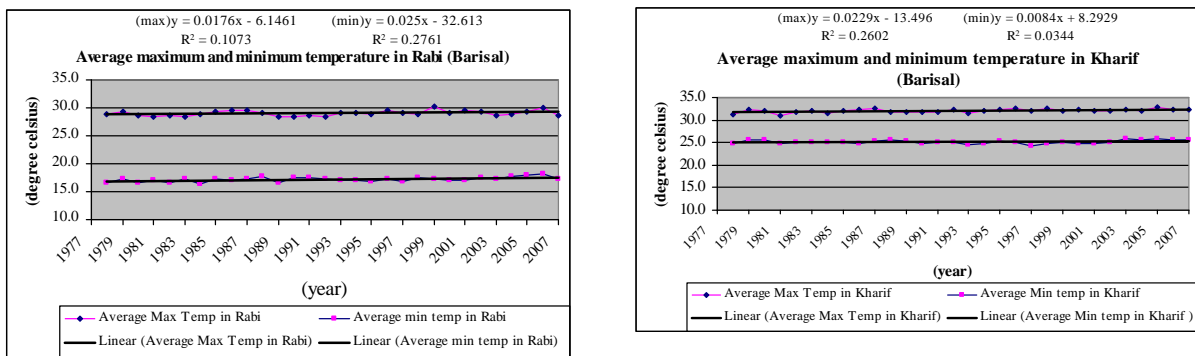 (max)y = 0.0176x - 6.1461 (min)y = 0.025x - 32.613
R² = 0.1073 R² = 0.2761
Average maximum and minimum temperature in Rabi (Barisal)
35.0
30.0
25.0
20.0
15.0
10.0
(degree celsius)
1977 1979 1981 1983 1985 1987 1989 1991 1993 1995 1997 1999 2001 2003 2005 2007
(year)
Average Max Temp in Rabi Average min temp in Rabi
Linear (Average Max Temp in Rabi) Linear (Average min temp in Rabi)
(max)y = 0.0229x - 13.496 (min)y = 0.0084x + 8.2929
R² = 0.2602 R² = 0.0344
Average maximum and minimum temperature in Kharif
(Barisal)
35.0
30.0
25.0
20.0
15.0
10.0
(degree celsius)
1977 1979 1981 1983 1985 1987 1989 1991 1993 1995 1997 1999 2001 2003 2005 2007
(year)
Average Max Temp in Kharif Average Min temp in Kharif
Linear (Average Max Temp in Kharif) Linear (Average Min temp in Kharif )